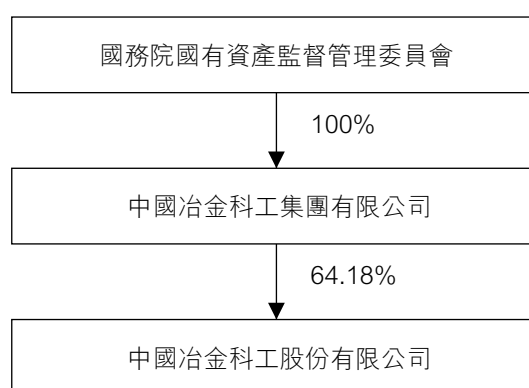 國務院國有資產監督管理委員會
100%
中國冶金科工集團有限公司
64.18%
中國冶金科工股份有限公司